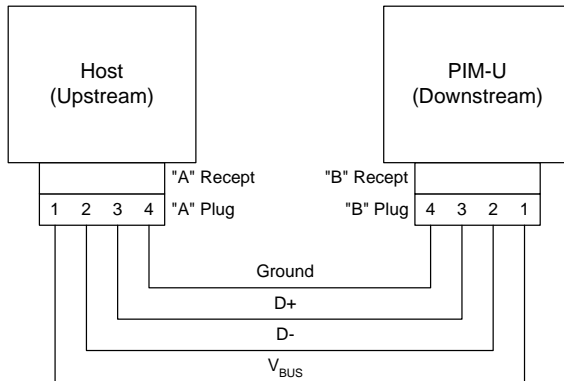 Host
(Upstream)
PIM-U
(Downstream)
"A" Recept
"B" Recept
1 2 3 4
"A" Plug
"B" Plug
4 3 2 1
Ground
D+
D-
VBUS